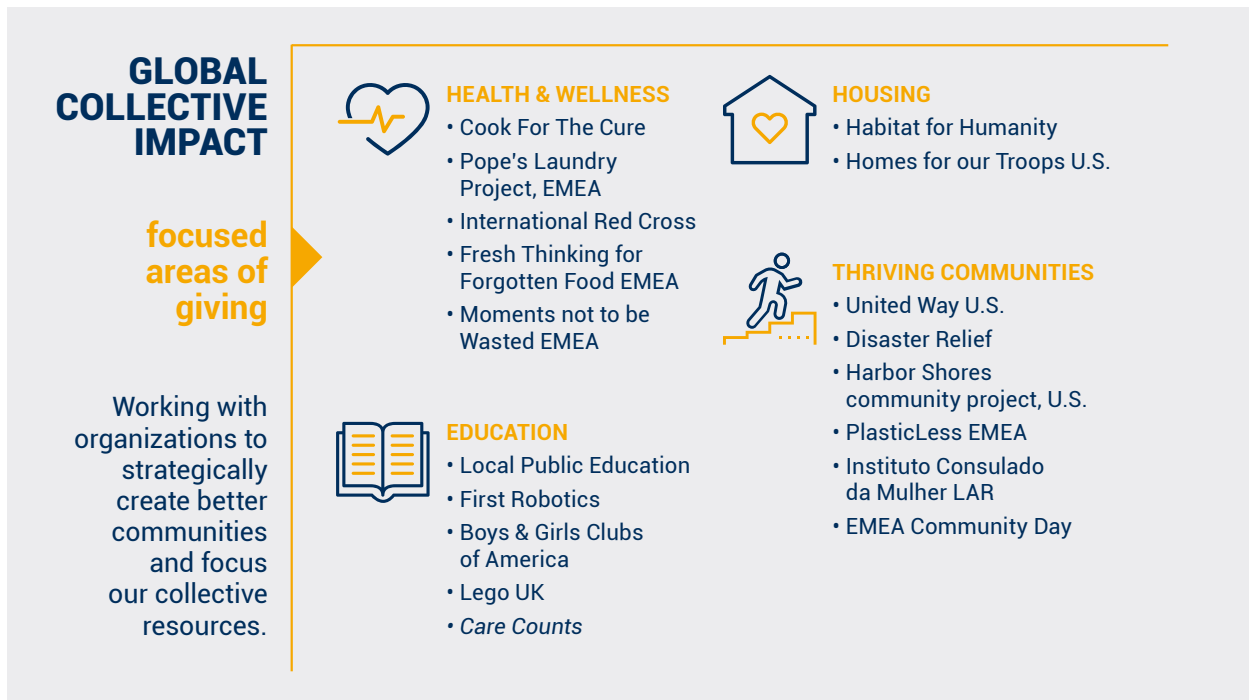 GLOBAL
COLLECTIVE
IMPACT
focused
areas of
giving
Working with
organizations to
strategically
create better
communities
and focus
our collective
resources.
HEALTH & WELLNESS
• Cook For The Cure
• Pope's Laundry
Project, EMEA
• International Red Cross
• Fresh Thinking for
Forgotten Food EMEA
• Moments not to be
Wasted EMEA
EDUCATION
• Local Public Education
• First Robotics
• Boys & Girls Clubs
of America
• Lego UK
• Care Counts
HOUSING
• Habitat for Humanity
• Homes for our Troops U.S.
THRIVING COMMUNITIES
• United Way U.S.
• Disaster Relief
• Harbor Shores
community project, U.S.
• PlasticLess EMEA
• Instituto Consulado
da Mulher LAR
• EMEA Community Day